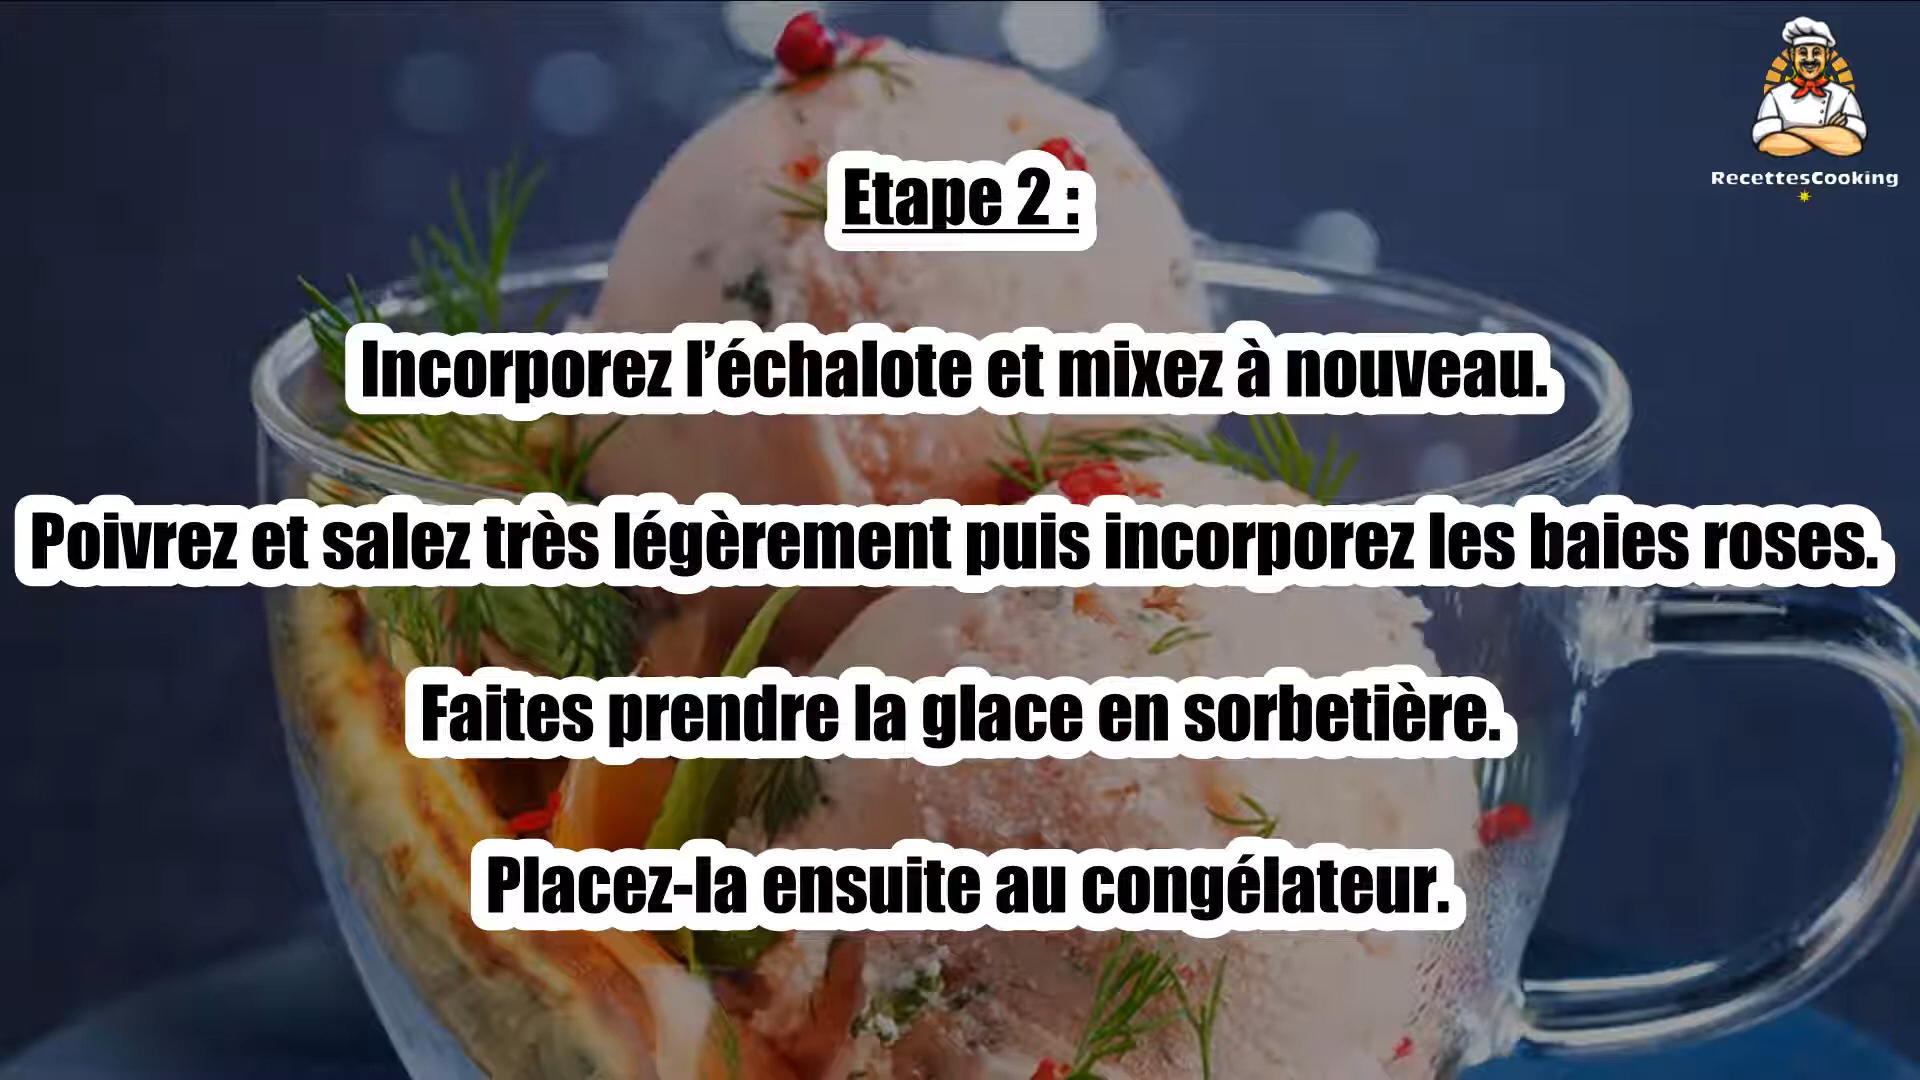 RecettesCooking
Etape 2 :
Incorporez l’échalote et mixez à nouveau.
Poivrez et salez très légèrement puis incorporez les baies roses.
Faites prendre la glace en sorbetière.
Placez-la ensuite au congélateur.